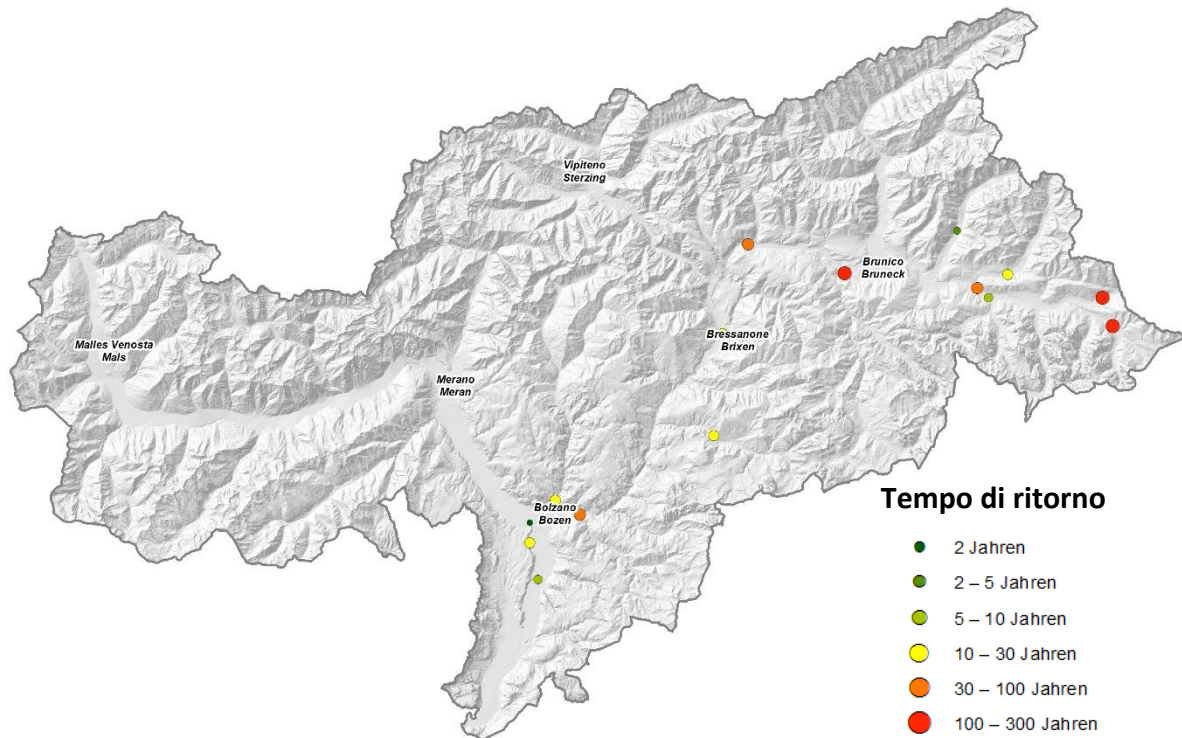 Vipiteno
Sterzing
Brunico
Bruneck
Malles Venosta
Mals
Bressanone
Brixen
Merano
Meran
Bolzano
Bozen
Tempo di ritorno
2 Jahren
2 – 5 Jahren
5 – 10 Jahren
10 – 30 Jahren
30 – 100 Jahren
100 – 300 Jahren